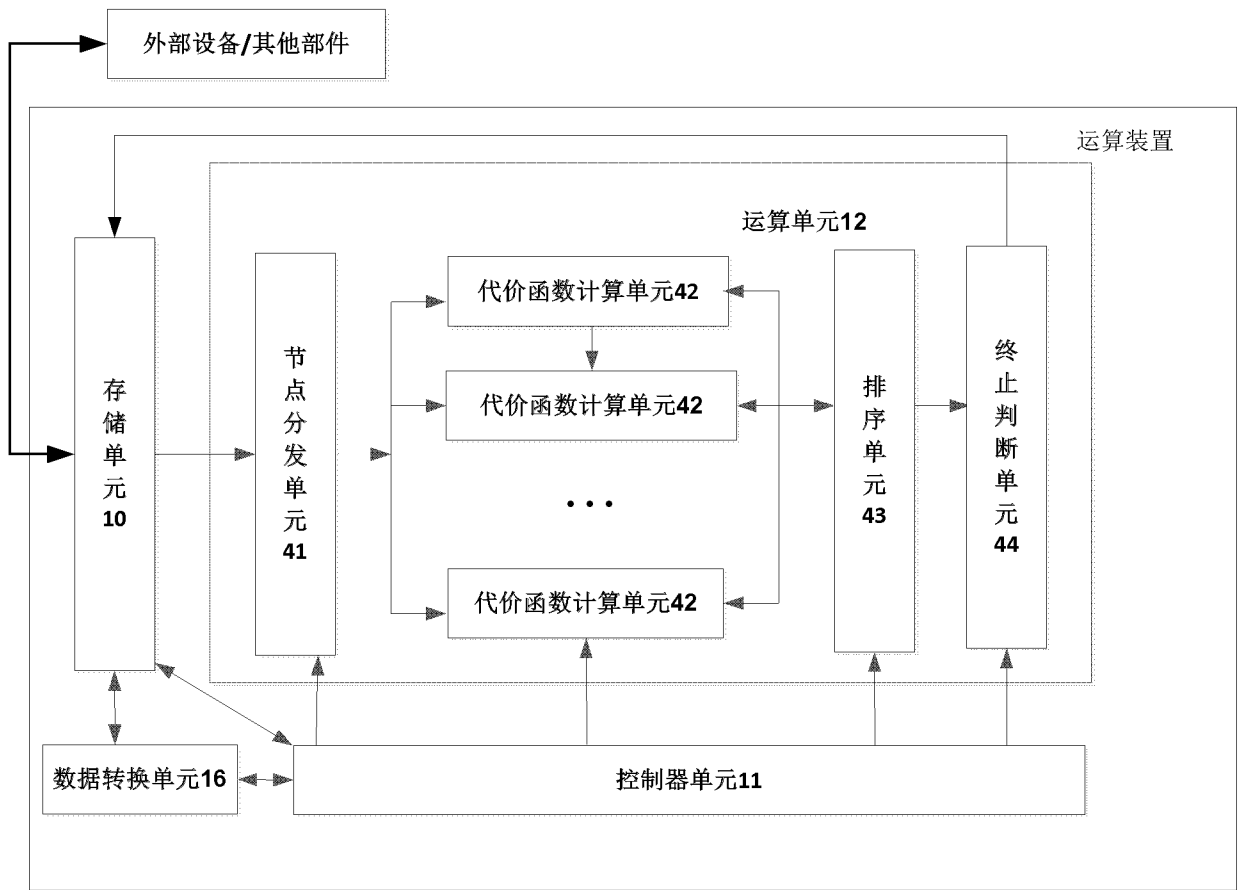 外部设备/其他部件
运算装置
运算单元12
代价函数计算单元42
代价函数计算单元42
• • •
代价函数计算单元42
存储单元10
节点分发单元41
排序单元43
终止判断单元44
数据转换单元16
控制器单元11